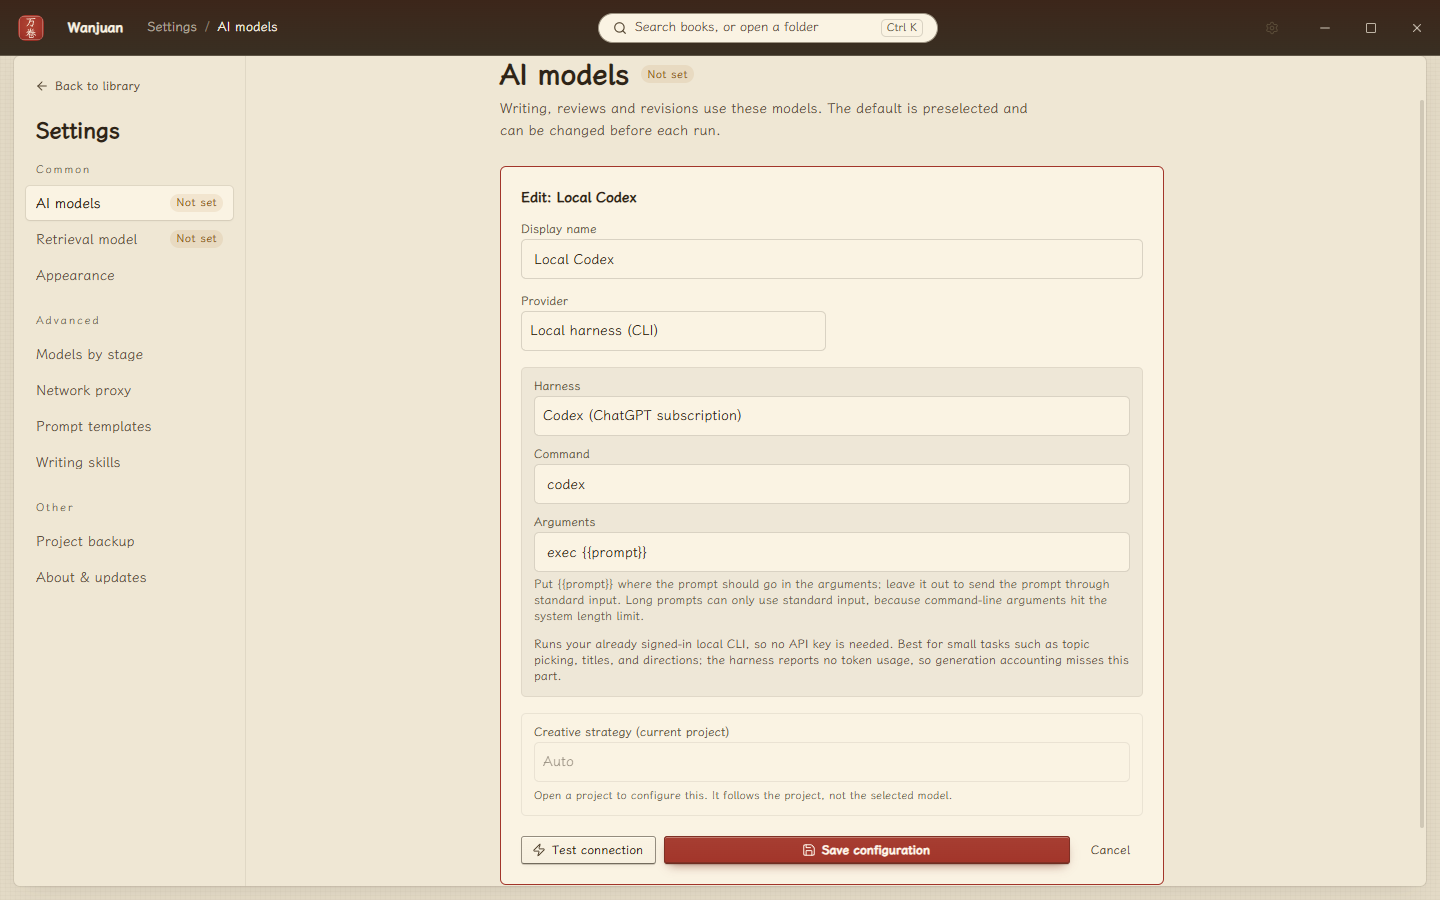 万卷
Wanjuan
Settings / AI models
Search books, or open a folder
Ctrl K
Back to library
Settings
Common
AI models
Not set
Retrieval model
Not set
Appearance
Advanced
Models by stage
Network proxy
Prompt templates
Writing skills
Other
Project backup
About & updates
AI models
Not set
Writing, reviews and revisions use these models. The default is preselected and
can be changed before each run.
Edit: Local Codex
Display name
Local Codex
Provider
Local harness (CLI)
Harness
Codex (ChatGPT subscription)
Command
codex
Arguments
exec {{prompt}}
Put {{prompt}} where the prompt should go in the arguments; leave it out to send the prompt through
standard input. Long prompts can only use standard input, because command-line arguments hit the
system length limit.
Runs your already signed-in local CLI, so no API key is needed. Best for small tasks such as topic
picking, titles, and directions; the harness reports no token usage, so generation accounting misses this
part.
Creative strategy (current project)
Auto
Open a project to configure this. It follows the project, not the selected model.
Test connection
Save configuration
Cancel